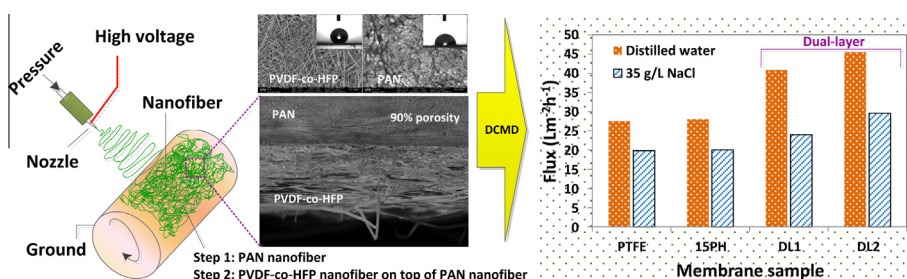 High voltage
Pressure
Nanofiber
Nozzle
Ground
Step 1: PAN nanofiber
Step 2: PVDF-co-HFP nanofiber on top of PAN nanofiber
PVDF-co-HFP
PAN
PAN
90% porosity
PVDF-co-HFP
DCMD
Flux (Lm-2h-1)
50
45
40
35
30
25
20
15
10
5
0
Distilled water
35 g/L NaCl
Dual-layer
PTFE
15PH
DL1
DL2
Membrane sample